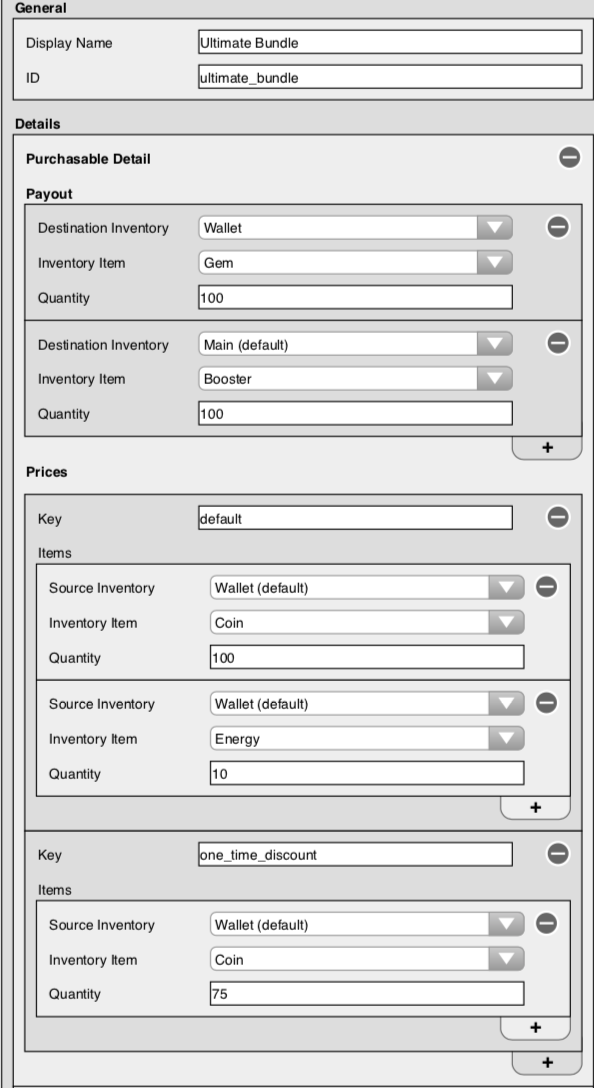 General
Display Name Ultimate Bundle
ID ultimate_bundle
Details
Purchasable Detail
Payout
Destination Inventory Wallet
Inventory Item Gem
Quantity 100
Destination Inventory Main (default)
Inventory Item Booster
Quantity 100
+
Prices
Key default
Items
Source Inventory Wallet (default)
Inventory Item Coin
Quantity 100
Source Inventory Wallet (default)
Inventory Item Energy
Quantity 10
+
Key one_time_discount
Items
Source Inventory Wallet (default)
Inventory Item Coin
Quantity 75
+
+